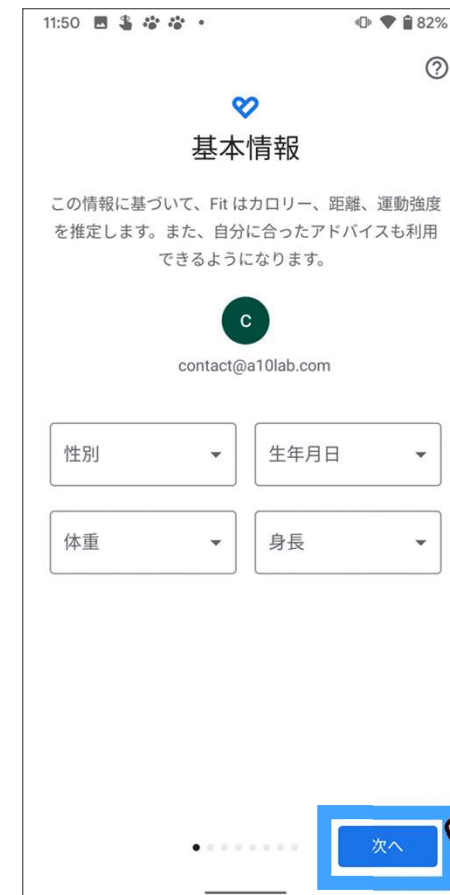 11:50 82%
基本情報
この情報に基づいて、Fit はカロリー、距離、運動強度
を推定します。また、自分に合ったアドバイスも利用
できるようになります。
C
contact@a10lab.com
性別 生年月日
体重 身長
次へ